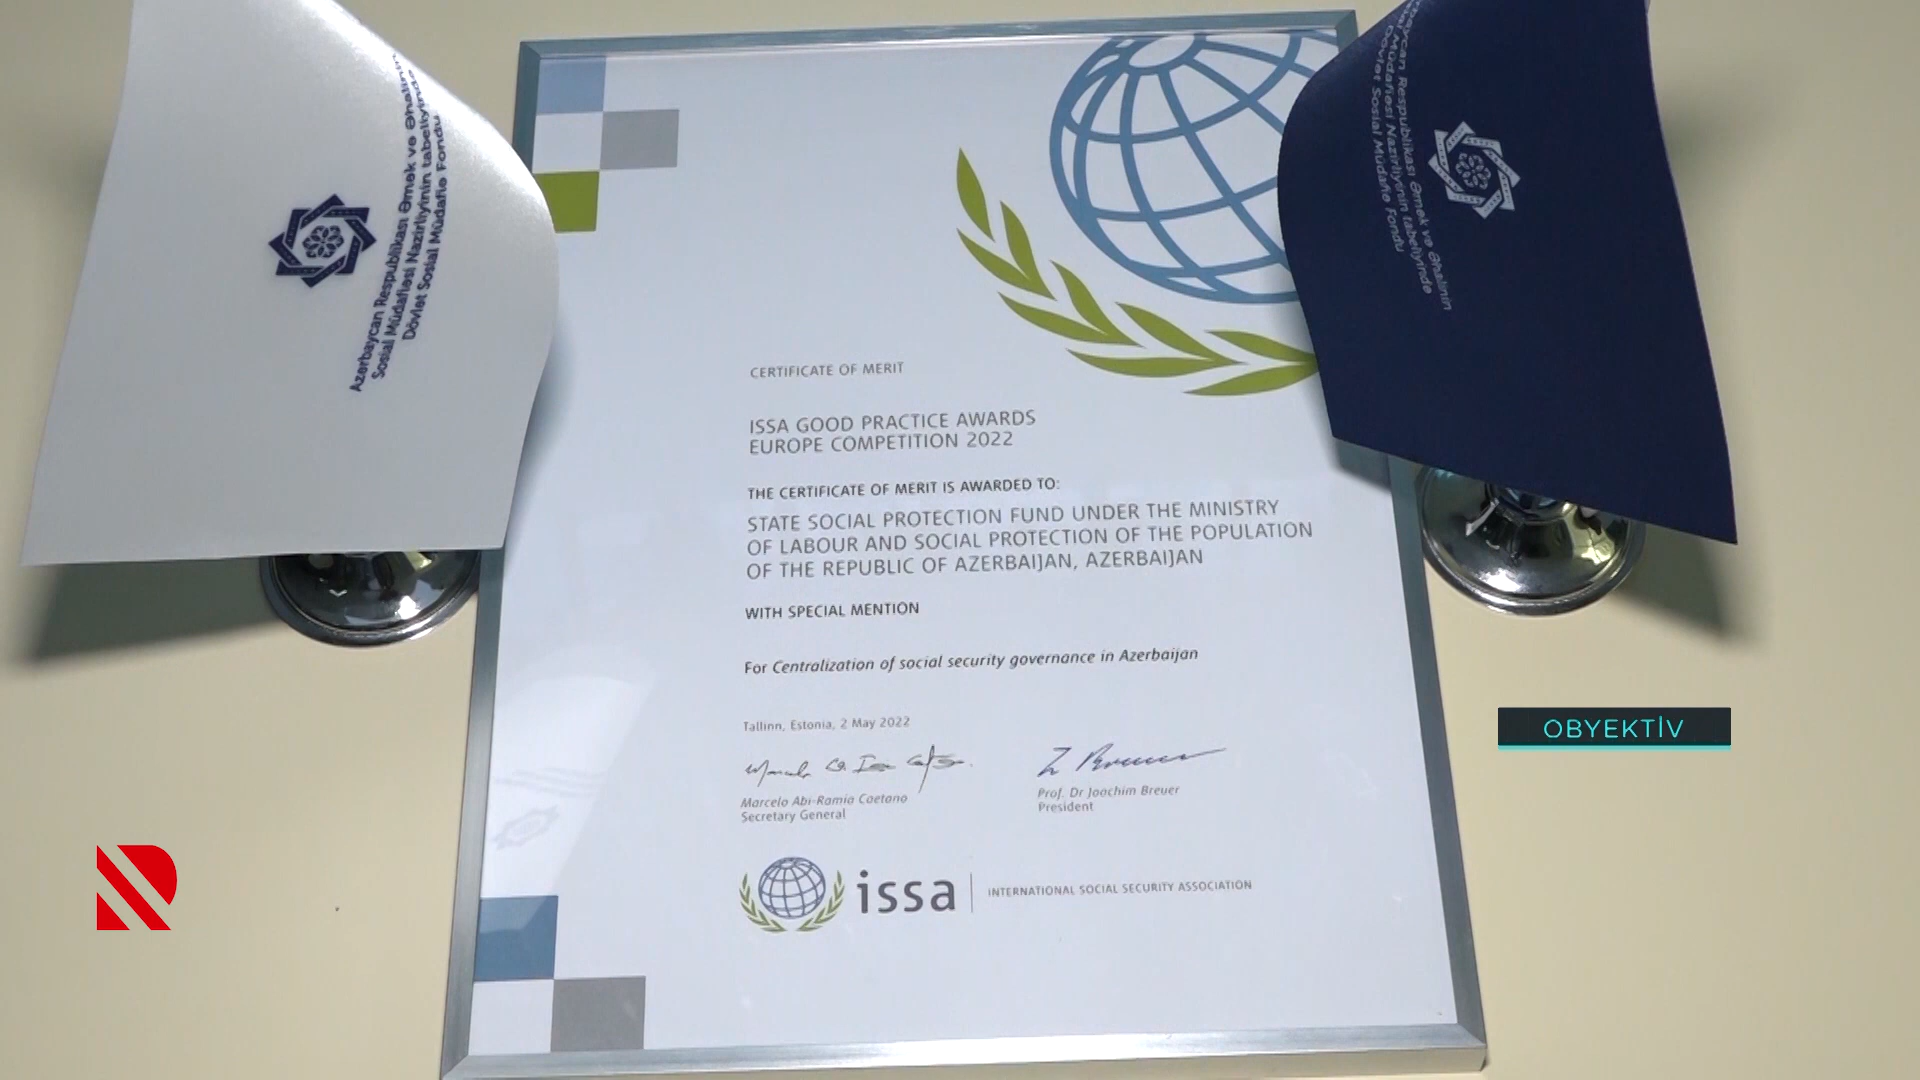 Azərbaycan Respublikası Əmək və Əhalinin
Sosial Müdafiəsi Nazirliyinin tabeliyində
Dövlət Sosial Müdafiə Fondu
CERTIFICATE OF MERIT
ISSA GOOD PRACTICE AWARDS
EUROPE COMPETITION 2022
THE CERTIFICATE OF MERIT IS AWARDED TO:
STATE SOCIAL PROTECTION FUND UNDER THE MINISTRY
OF LABOUR AND SOCIAL PROTECTION OF THE POPULATION
OF THE REPUBLIC OF AZERBAIJAN, AZERBAIJAN
WITH SPECIAL MENTION
For Centralization of social security governance in Azerbaijan
Tallinn, Estonia, 2 May 2022
Marcelo Abi-Ramia Caetano
Secretary General
Prof. Dr Joachim Breuer
President
issa
INTERNATIONAL SOCIAL SECURITY ASSOCIATION
Respublikası Əmək və Əhalinin
Müdafiəsi Nazirliyinin tabeliyində
Dövlət Sosial Müdafiə Fondu
OBYEKTİV